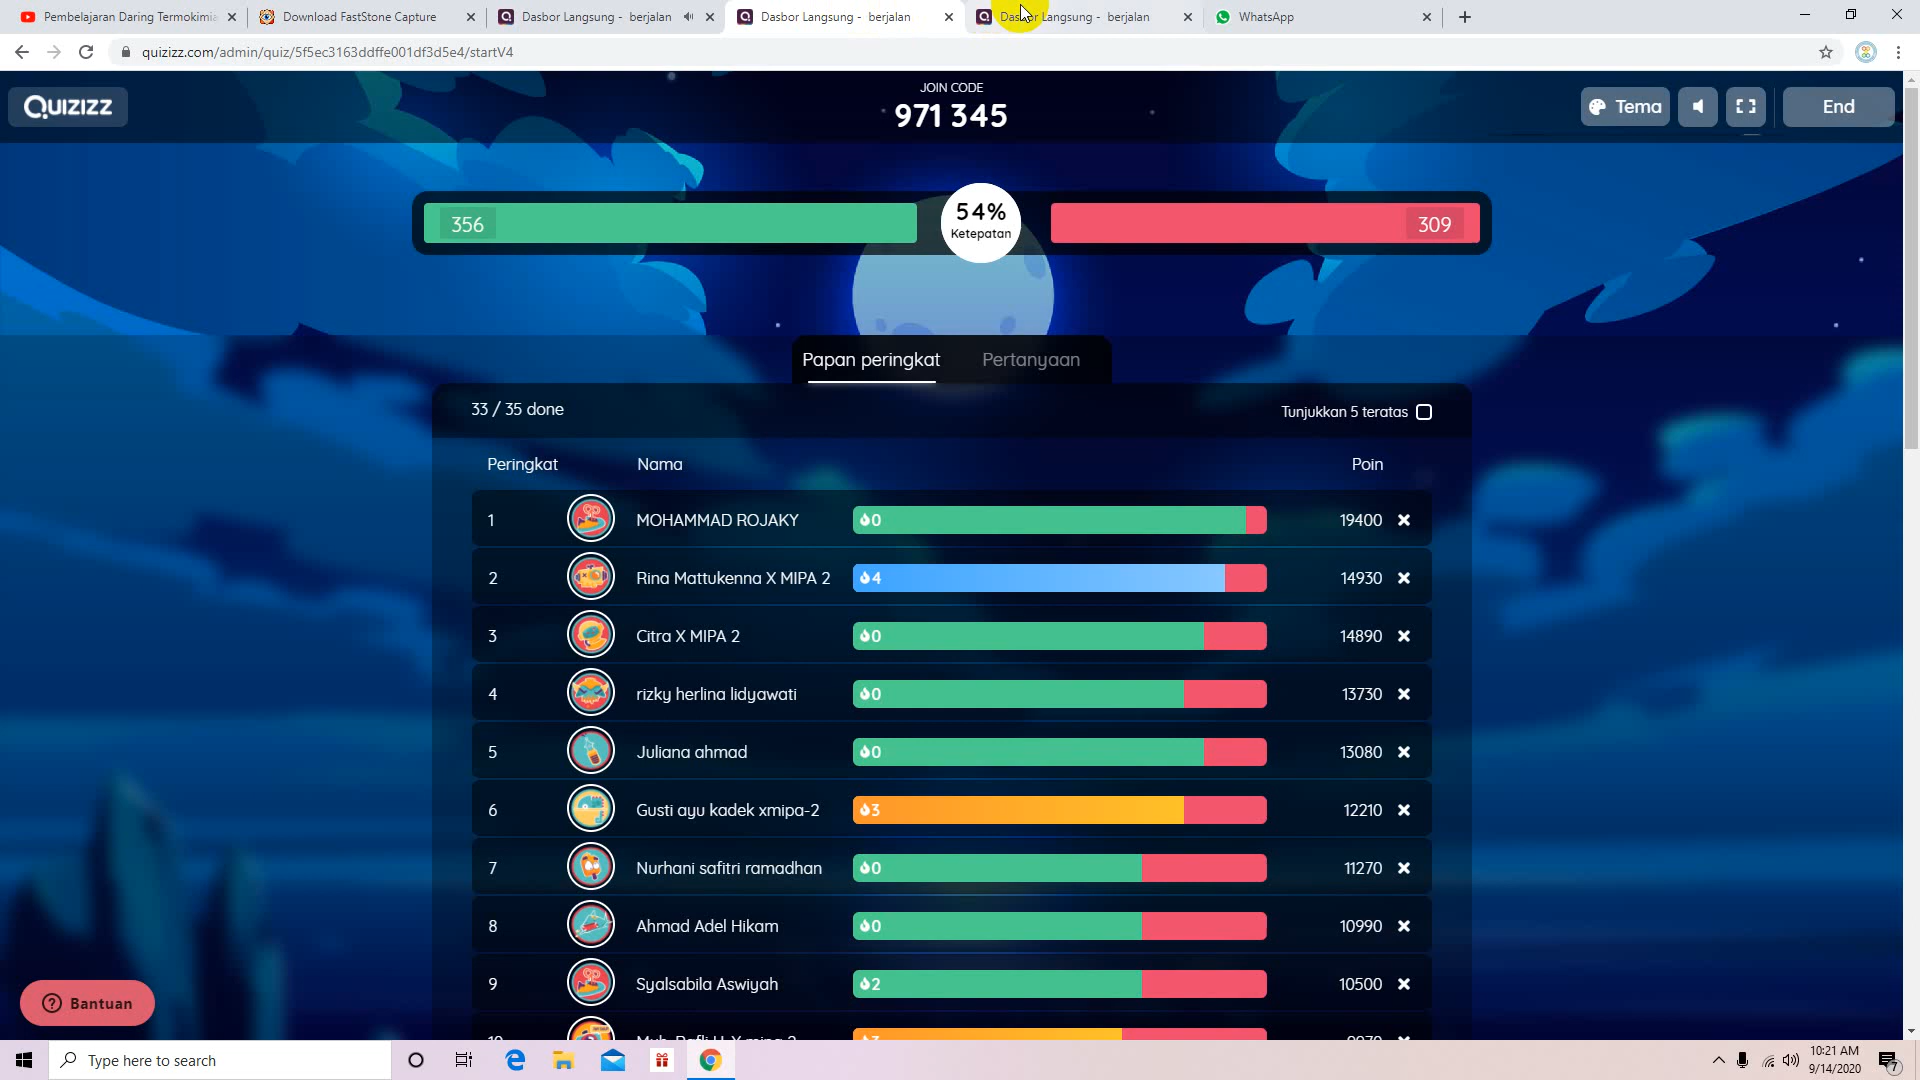 Pembelajaran Daring Termokimia
Download FastStone Capture
Dasbor Langsung - berjalan
Dasbor Langsung - berjalan
Dasbor Langsung - berjalan
WhatsApp
quizizz.com/admin/quiz/5f5ec3163ddffe001df3d5e4/startV4
QUIZIZZ
JOIN CODE
971 345
Tema
End
356
54%
Ketepatan
309
Papan peringkat
Pertanyaan
33 / 35 done
Tunjukkan 5 teratas
Peringkat Nama Poin
1 MOHAMMAD ROJAKY 0 19400
2 Rina Mattukenna X MIPA 2 4 14930
3 Citra X MIPA 2 0 14890
4 rizky herlina lidyawati 0 13730
5 Juliana ahmad 0 13080
6 Gusti ayu kadek xmipa-2 3 12210
7 Nurhani safitri ramadhan 0 11270
8 Ahmad Adel Hikam 0 10990
9 Syalsabila Aswiyah 2 10500
Bantuan
Type here to search
10:21 AM
9/14/2020
7